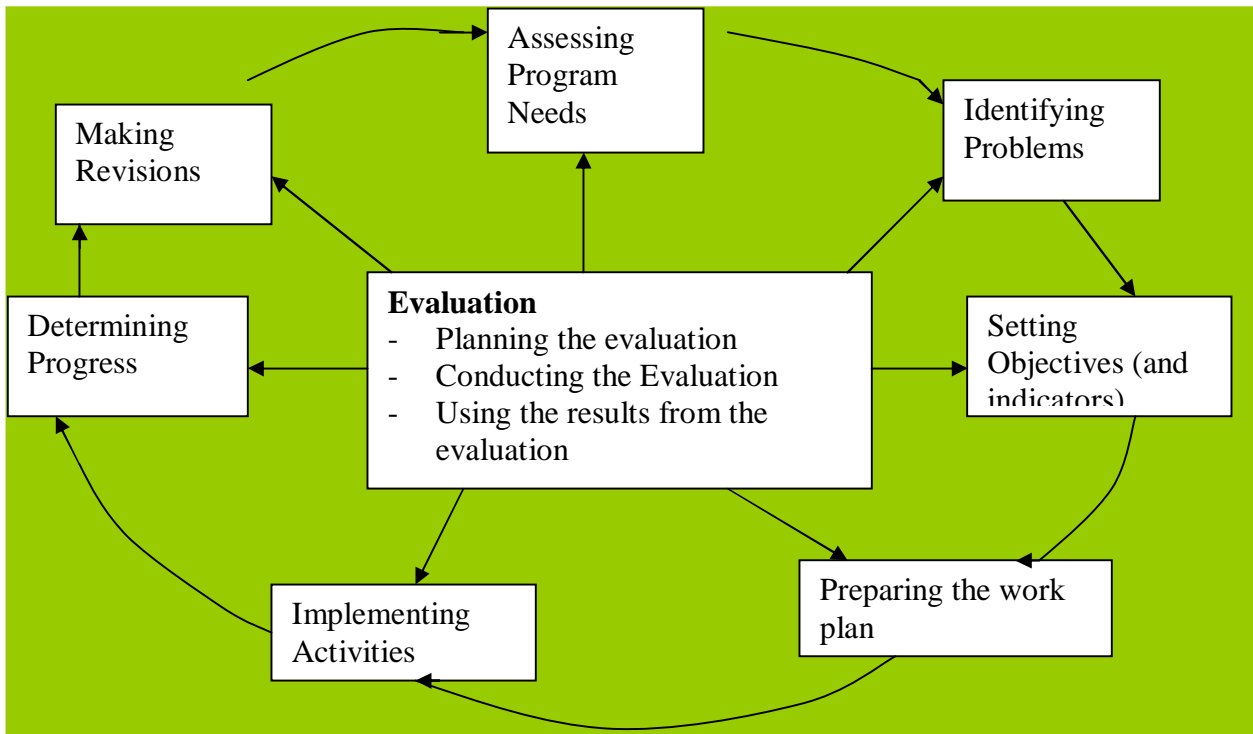 Assessing
Program
Needs
Identifying
Problems
Making
Revisions
Evaluation
- Planning the evaluation
- Conducting the Evaluation
- Using the results from the
evaluation
Determining
Progress
Setting
Objectives (and
indicators)
Preparing the work
plan
Implementing
Activities